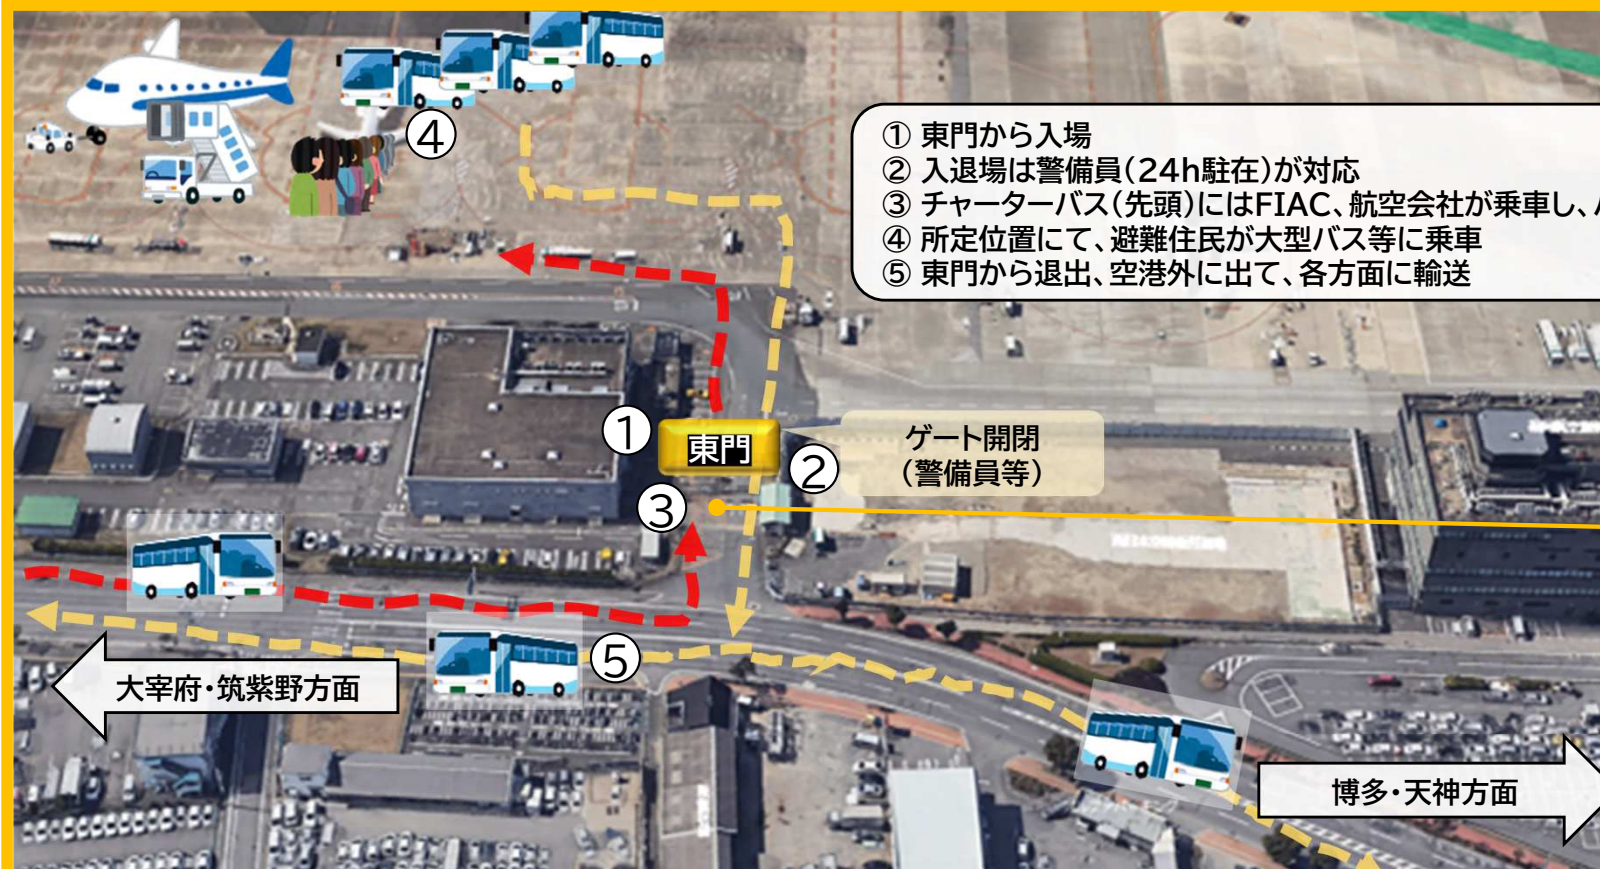 ① 東門から入場
② 入退場は警備員(24h駐在)が対応
③ チャーターバス(先頭)にはFIAC、航空会社が乗車し、
④ 所定位置にて、避難住民が大型バス等に乗車
⑤ 東門から退出、空港外に出て、各方面に輸送
④
①
東門
②
ゲート開閉
(警備員等)
③
⑤
大宰府・筑紫野方面
博多・天神方面